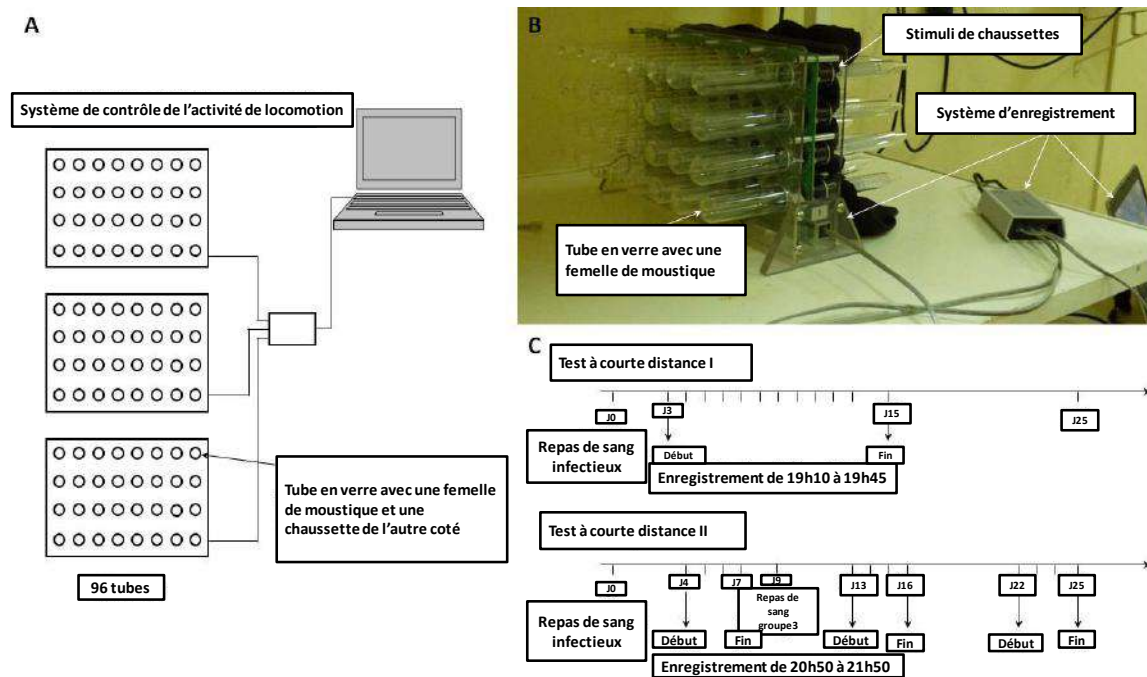 A
Système de contrôle de l'activité de locomotion
Tube en verre avec une femelle
de moustique et une
chaussette de l'autre coté
96 tubes
B
Stimuli de chaussettes
Système d'enregistrement
Tube en verre avec une
femelle de moustique
C
Test à courte distance I
J0
J3
J15
J25
Repas de sang
infectieux
Début
Fin
Enregistrement de 19h10 à 19h45
Test à courte distance II
J0
J4
J7
J9
J13
J16
J22
J25
Repas de sang
infectieux
Repas de
sang
groupe3
Début
Fin
Début
Fin
Début
Fin
Enregistrement de 20h50 à 21h50